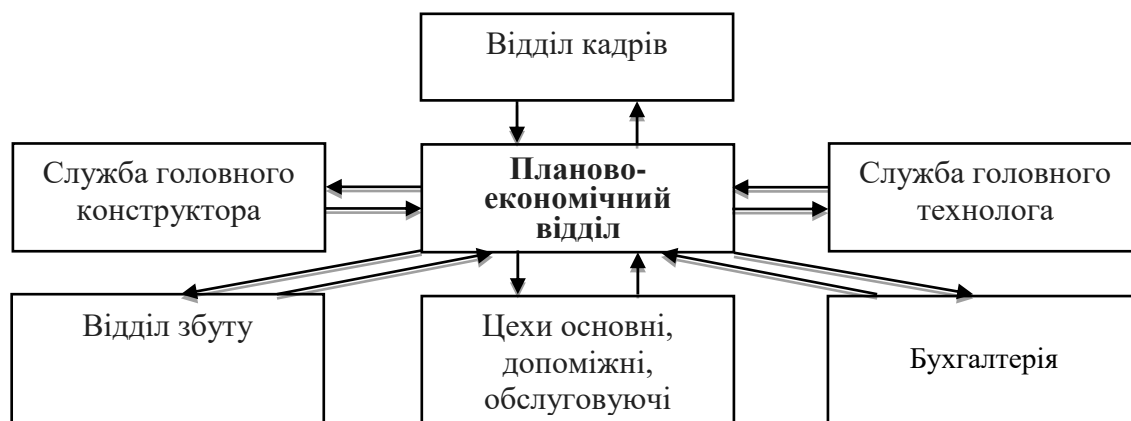 Відділ кадрів
Служба головного
конструктора
Планово-
економічний
відділ
Служба головного
технолога
Відділ збуту
Цехи основні,
допоміжні,
обслуговуючі
Бухгалтерія